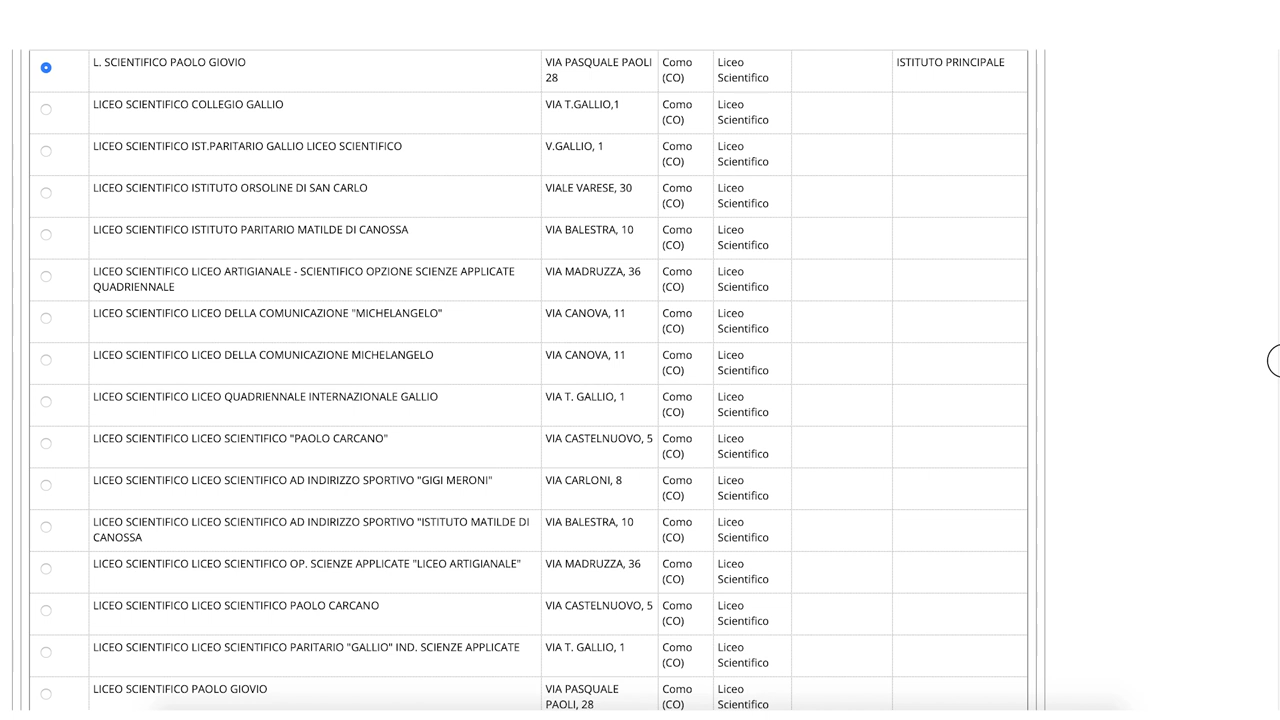 L. SCIENTIFICO PAOLO GIOVIO VIA PASQUALE PAOLI Como Liceo ISTITUTO PRINCIPALE
28 (CO) Scientifico
LICEO SCIENTIFICO COLLEGIO GALLIO VIA T.GALLIO,1 Como Liceo
(CO) Scientifico
LICEO SCIENTIFICO IST.PARITARIO GALLIO LICEO SCIENTIFICO V.GALLIO, 1 Como Liceo
(CO) Scientifico
LICEO SCIENTIFICO ISTITUTO ORSOLINE DI SAN CARLO VIALE VARESE, 30 Como Liceo
(CO) Scientifico
LICEO SCIENTIFICO ISTITUTO PARITARIO MATILDE DI CANOSSA VIA BALESTRA, 10 Como Liceo
(CO) Scientifico
LICEO SCIENTIFICO LICEO ARTIGIANALE - SCIENTIFICO OPZIONE SCIENZE APPLICATE VIA MADRUZZA, 36 Como Liceo
QUADRIENNALE (CO) Scientifico
LICEO SCIENTIFICO LICEO DELLA COMUNICAZIONE "MICHELANGELO" VIA CANOVA, 11 Como Liceo
(CO) Scientifico
LICEO SCIENTIFICO LICEO DELLA COMUNICAZIONE MICHELANGELO VIA CANOVA, 11 Como Liceo
(CO) Scientifico
LICEO SCIENTIFICO LICEO QUADRIENNALE INTERNAZIONALE GALLIO VIA T. GALLIO, 1 Como Liceo
(CO) Scientifico
LICEO SCIENTIFICO LICEO SCIENTIFICO "PAOLO CARCANO" VIA CASTELNUOVO, 5 Como Liceo
(CO) Scientifico
LICEO SCIENTIFICO LICEO SCIENTIFICO AD INDIRIZZO SPORTIVO "GIGI MERONI" VIA CARLONI, 8 Como Liceo
(CO) Scientifico
LICEO SCIENTIFICO LICEO SCIENTIFICO AD INDIRIZZO SPORTIVO "ISTITUTO MATILDE DI VIA BALESTRA, 10 Como Liceo
CANOSSA (CO) Scientifico
LICEO SCIENTIFICO LICEO SCIENTIFICO OP. SCIENZE APPLICATE "LICEO ARTIGIANALE" VIA MADRUZZA, 36 Como Liceo
(CO) Scientifico
LICEO SCIENTIFICO LICEO SCIENTIFICO PAOLO CARCANO VIA CASTELNUOVO, 5 Como Liceo
(CO) Scientifico
LICEO SCIENTIFICO LICEO SCIENTIFICO PARITARIO "GALLIO" IND. SCIENZE APPLICATE VIA T. GALLIO, 1 Como Liceo
(CO) Scientifico
LICEO SCIENTIFICO PAOLO GIOVIO VIA PASQUALE Como Liceo
PAOLI, 28 (CO) Scientifico